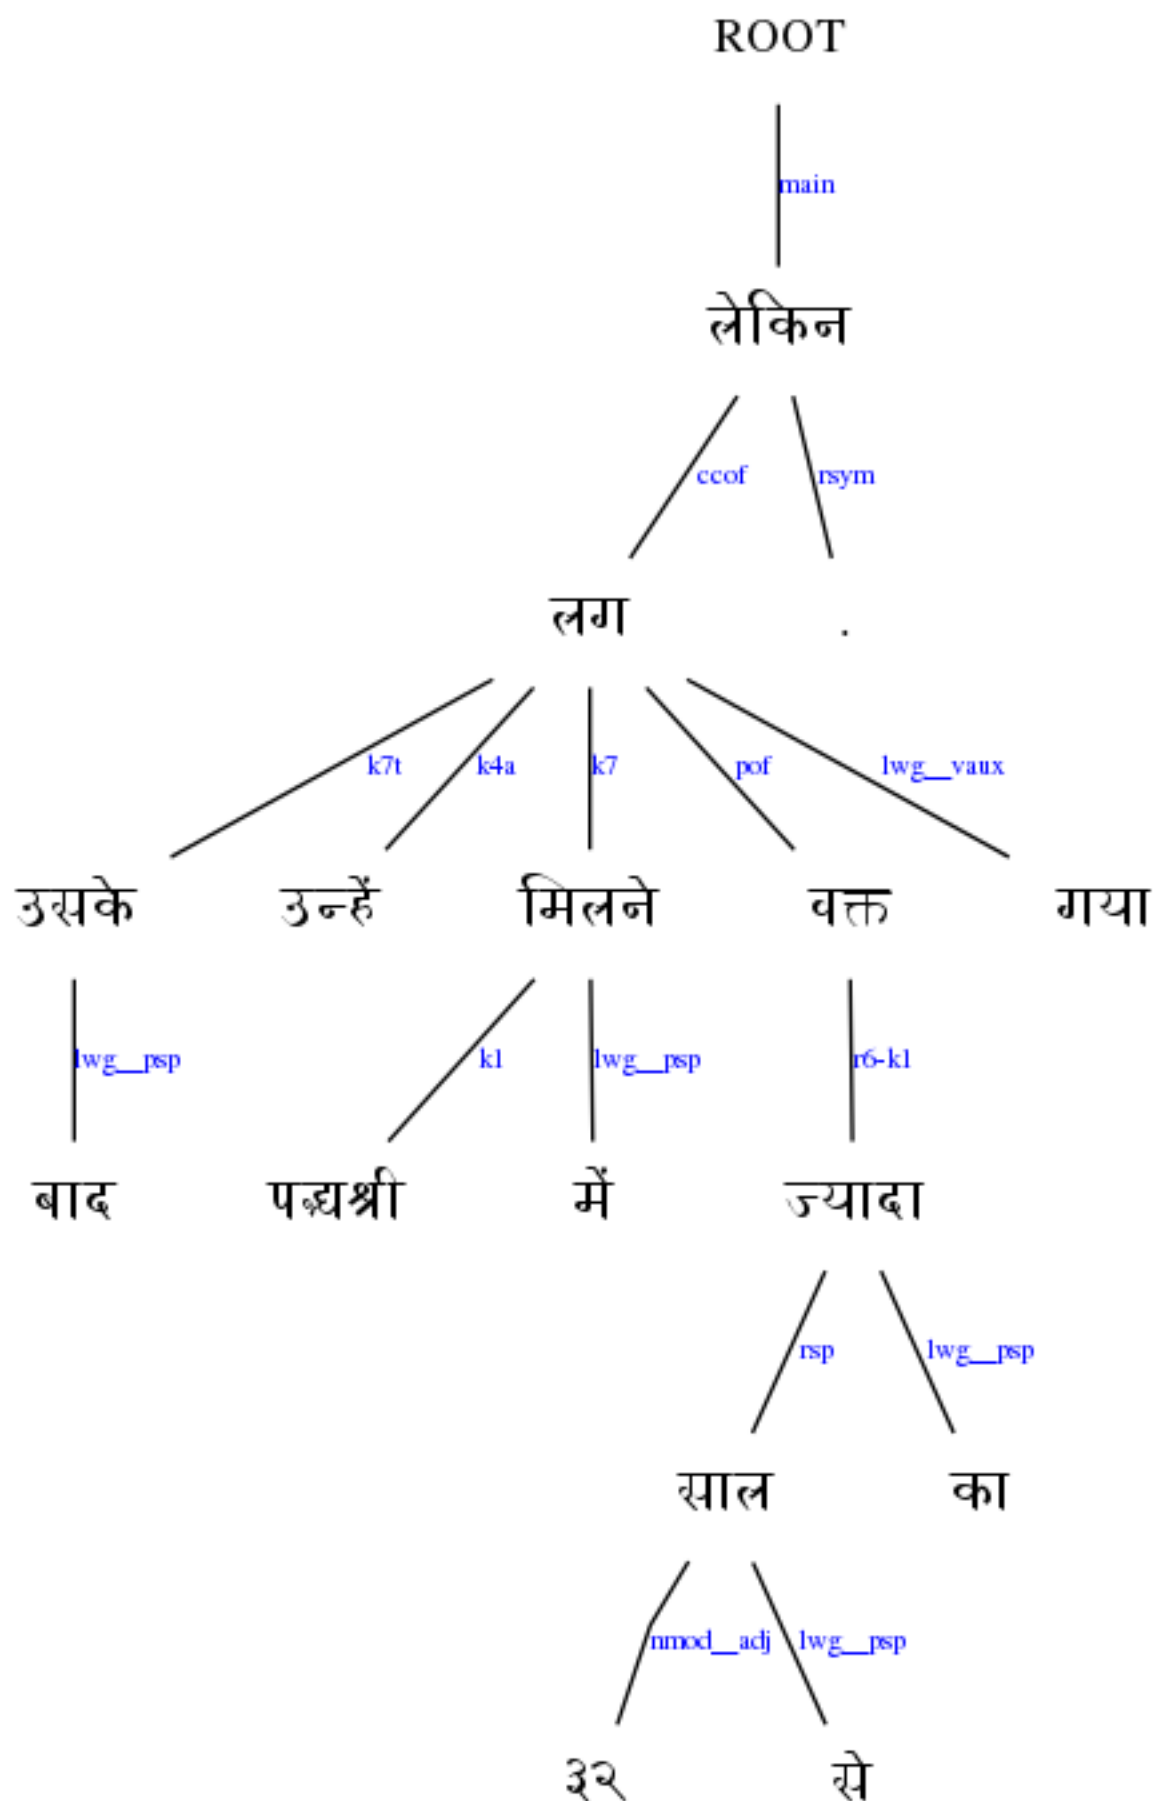 ROOT
main
लेकिन
ccof rsym
लग .
k7t k4a k7 pof lwg__vaux
उसके उन्हें मिलने वक्त गया
lwg__psp k1 lwg__psp r6-k1
बाद पद्मश्री में ज्यादा
rsp lwg__psp
साल का
nmod__adj lwg__psp
३२ से